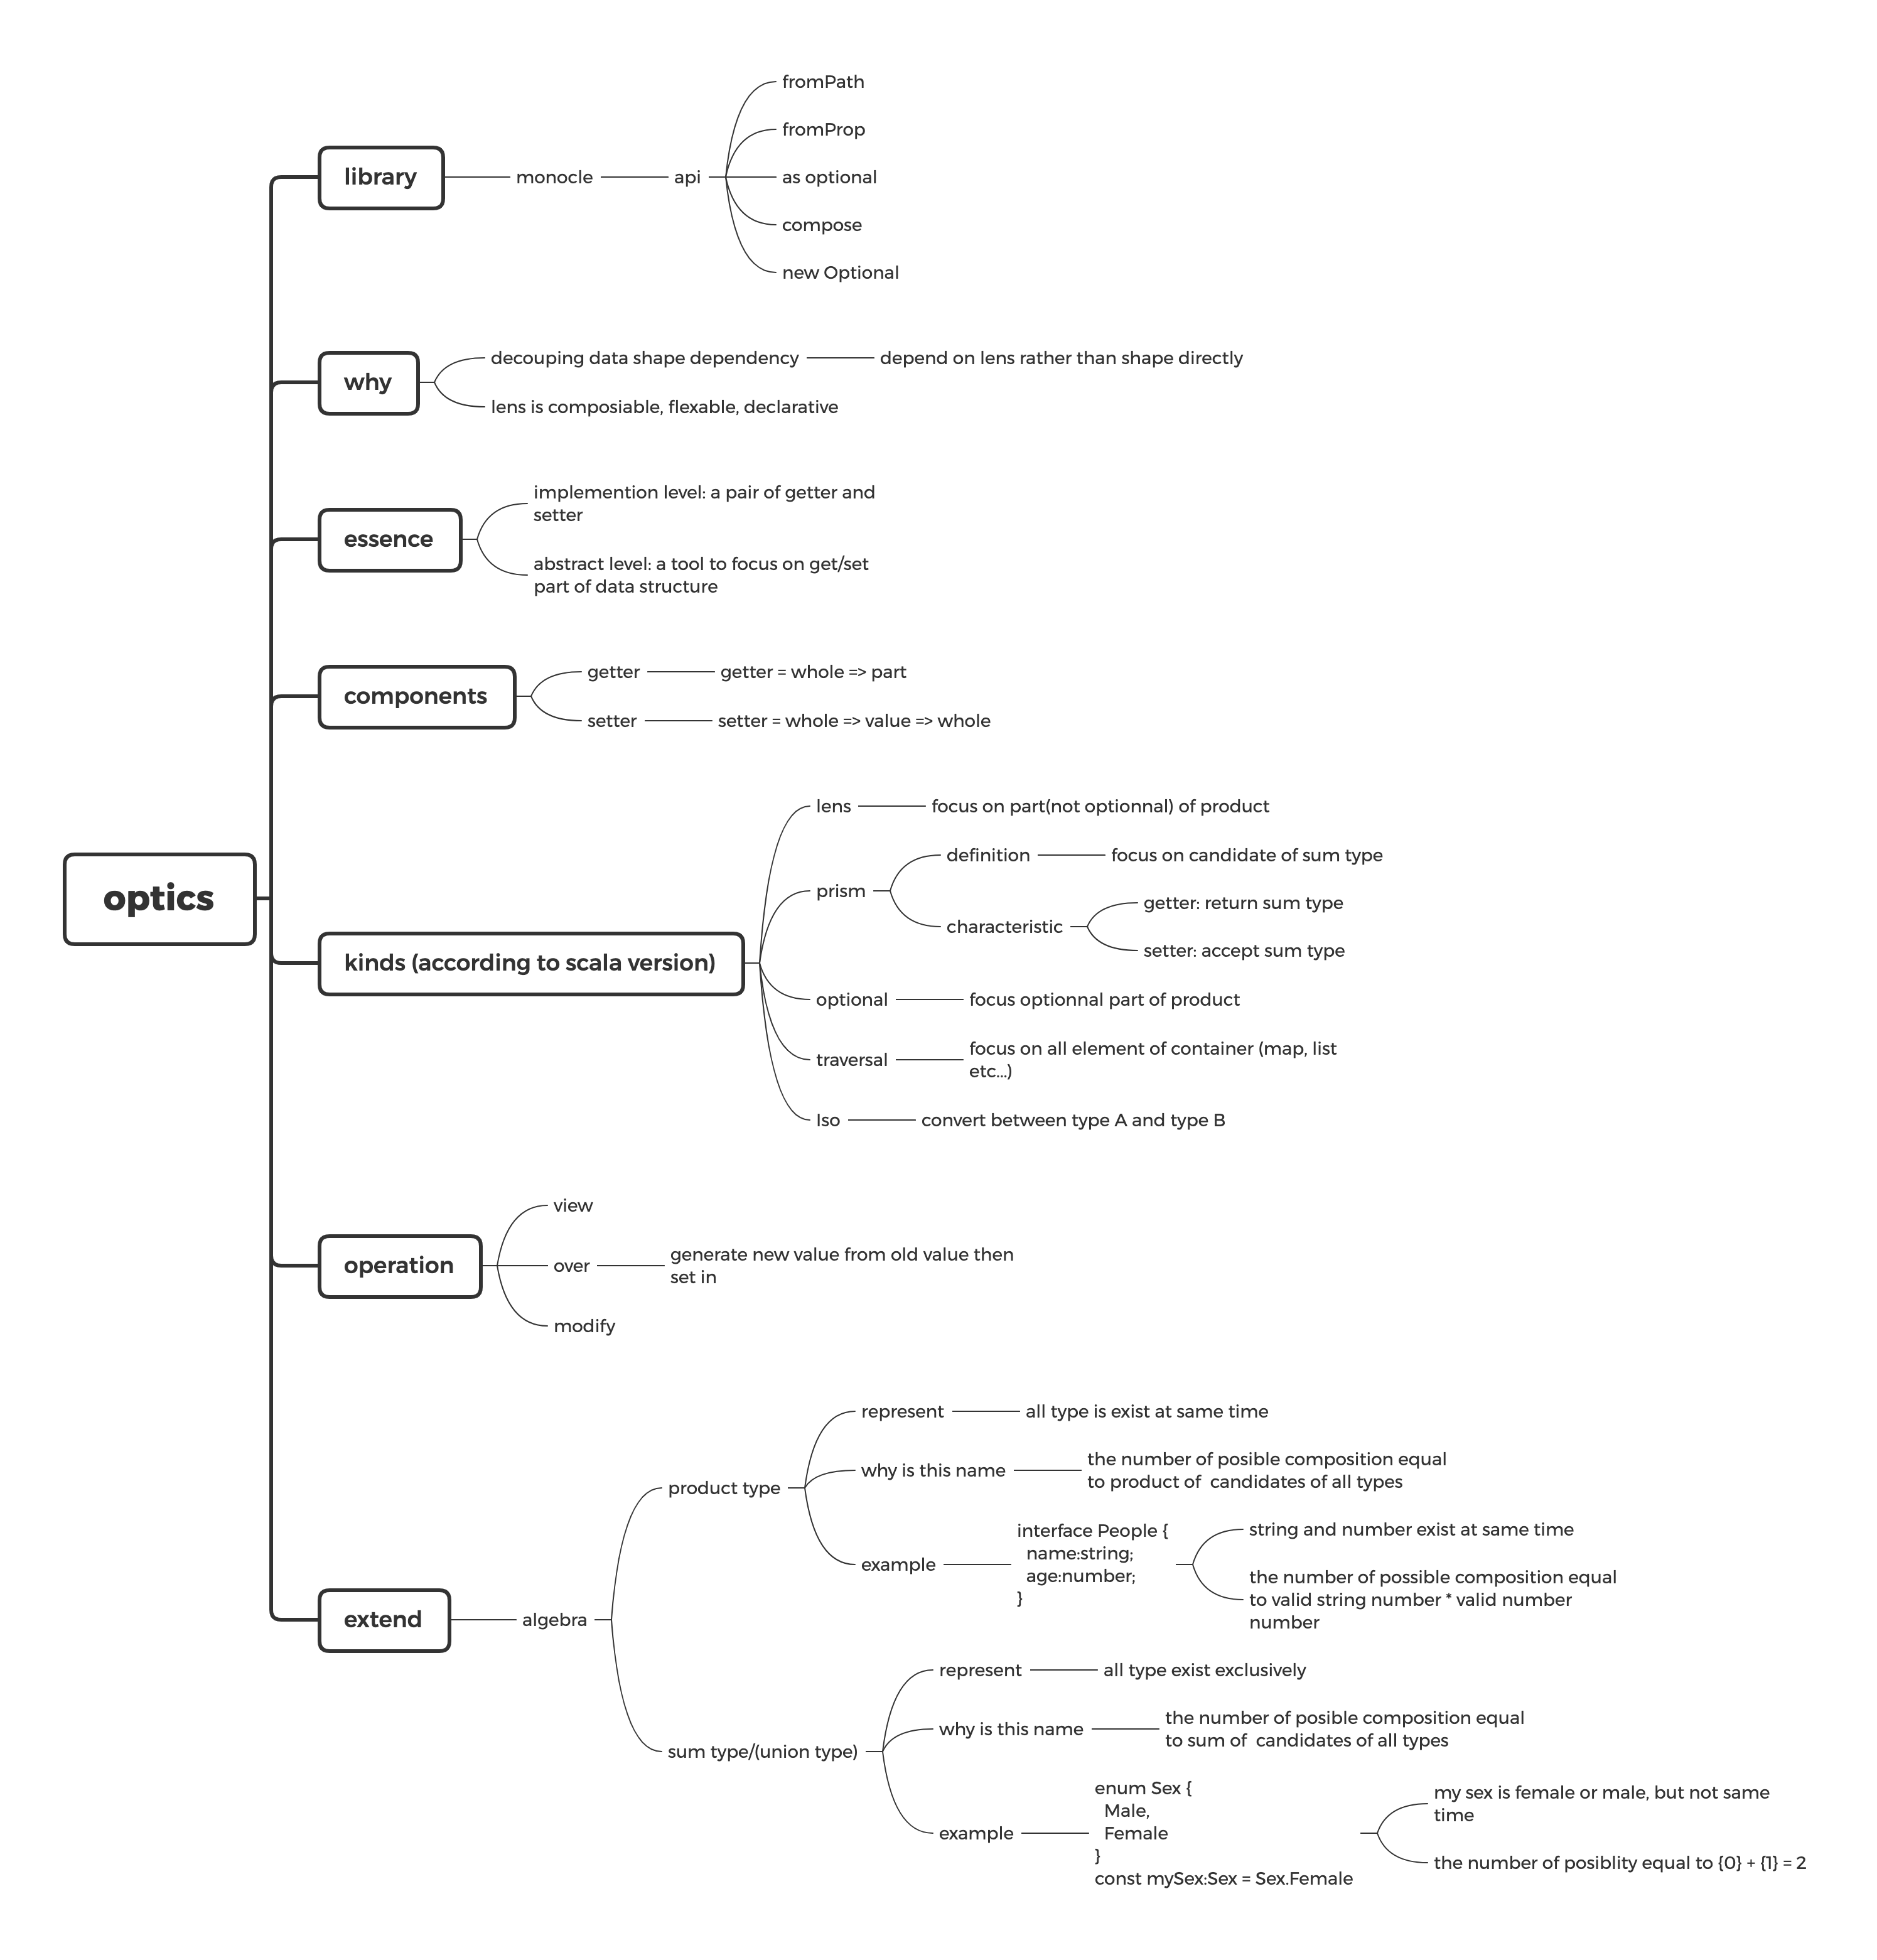 optics
library
monocle
api
fromPath
fromProp
as optional
compose
new Optional
why
decouping data shape dependency
depend on lens rather than shape directly
lens is composiable, flexable, declarative
essence
implemention level: a pair of getter and
setter
abstract level: a tool to focus on get/set
part of data structure
components
getter
getter = whole => part
setter
setter = whole => value => whole
kinds (according to scala version)
lens
focus on part(not optionnal) of product
prism
definition
focus on candidate of sum type
characteristic
getter: return sum type
setter: accept sum type
optional
focus optionnal part of product
traversal
focus on all element of container (map, list
etc...)
Iso
convert between type A and type B
operation
view
over
generate new value from old value then
set in
modify
extend
algebra
product type
represent
all type is exist at same time
why is this name
the number of posible composition equal
to product of  candidates of all types
example
interface People {
  name:string;
  age:number;
}
string and number exist at same time
the number of possible composition equal
to valid string number * valid number
number
sum type/(union type)
represent
all type exist exclusively
why is this name
the number of posible composition equal
to sum of  candidates of all types
example
enum Sex {
  Male,
  Female
}
const mySex:Sex = Sex.Female
my sex is female or male, but not same
time
the number of posiblity equal to {0} + {1} = 2